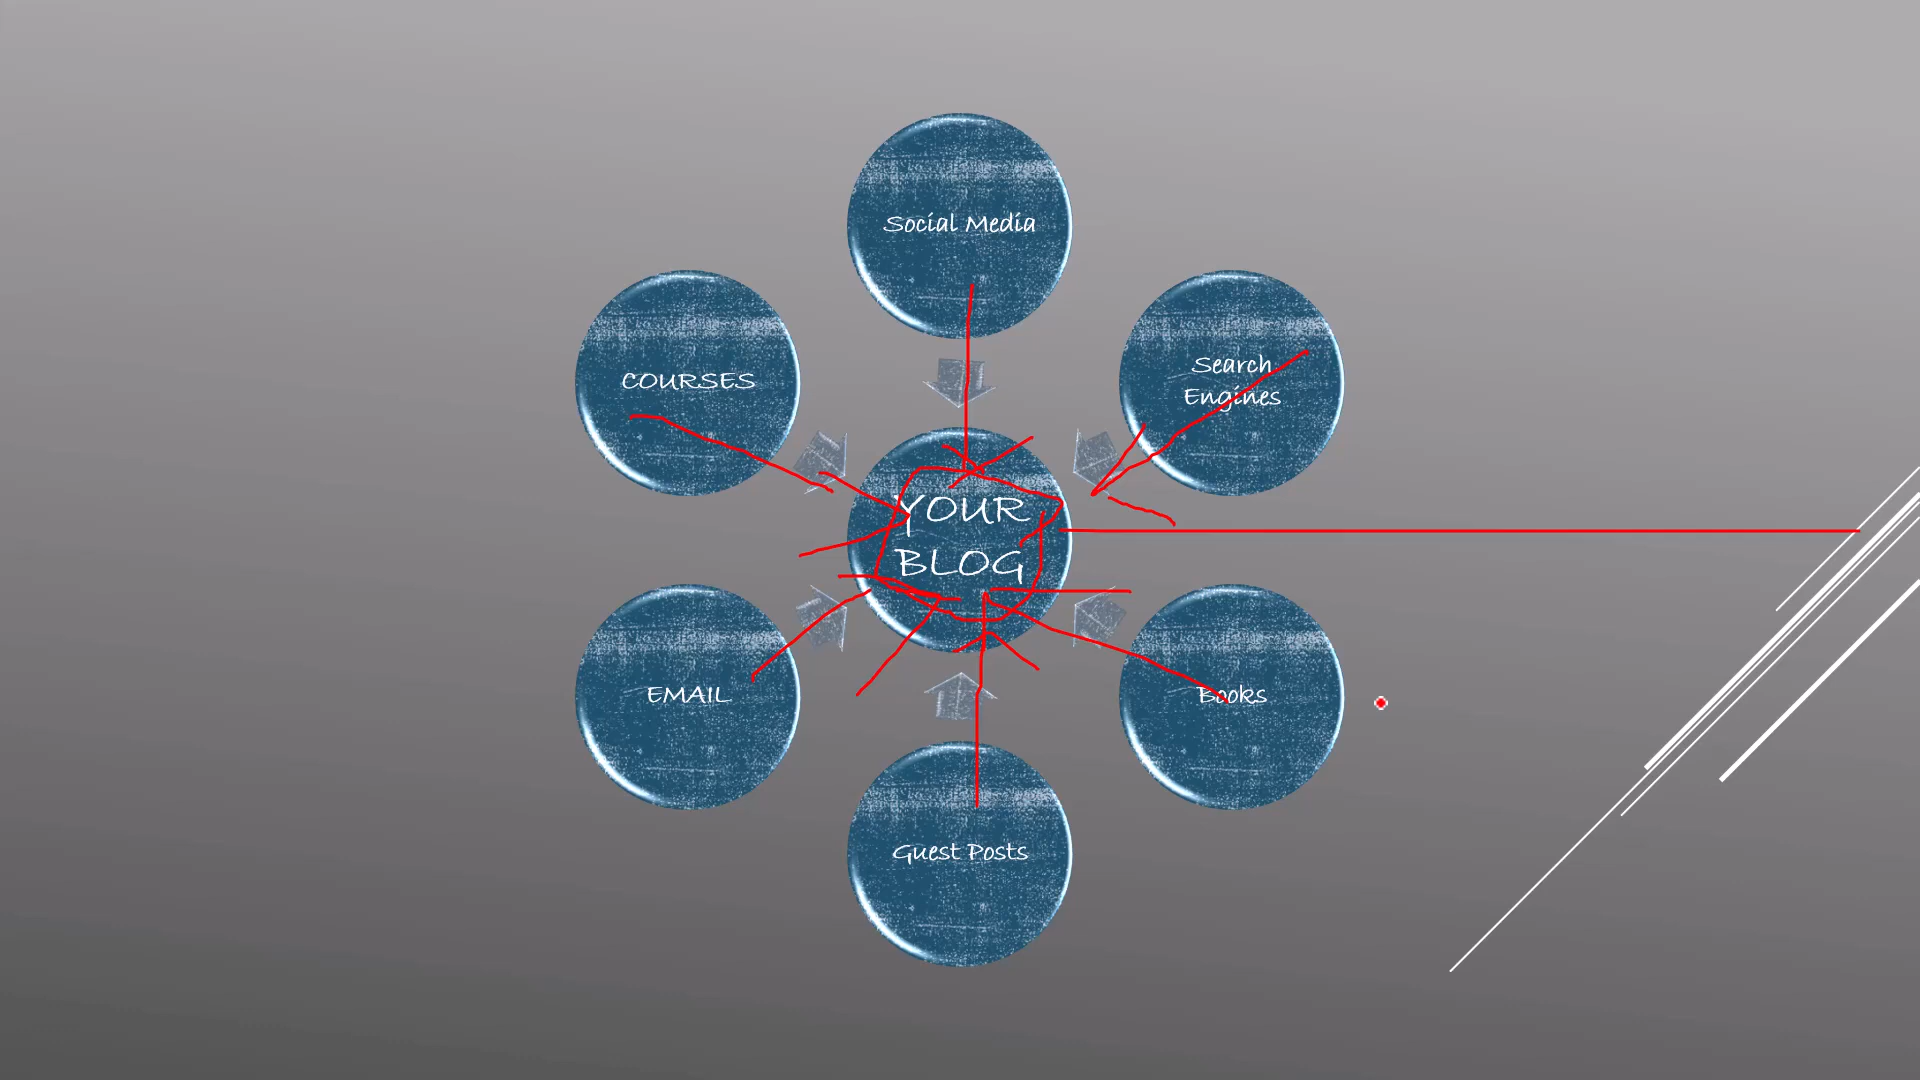 Social Media
COURSES
Search
Engines
YOUR
BLOG
EMAIL
Books
Guest Posts